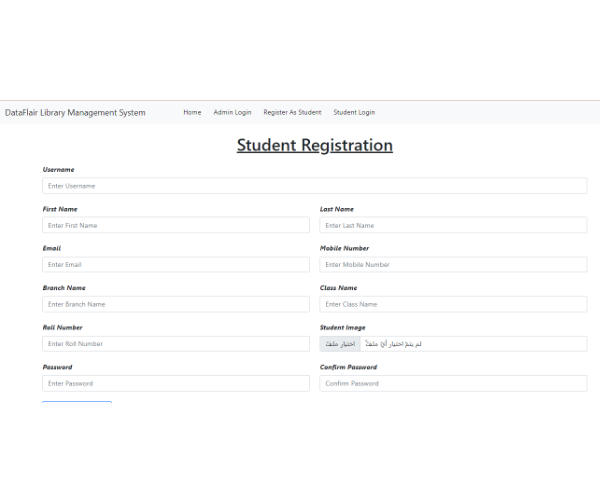 DataFlair Library Management System Home Admin Login Register As Student Student Login
Student Registration
Username
Enter Username
First Name Last Name
Enter First Name Enter Last Name
Email Mobile Number
Enter Email Enter Mobile Number
Branch Name Class Name
Enter Branch Name Enter Class Name
Roll Number Student Image
Enter Roll Number اختيار ملف لم يتمّ اختيار أيّ ملفّ
Password Confirm Password
Enter Password Confirm Password